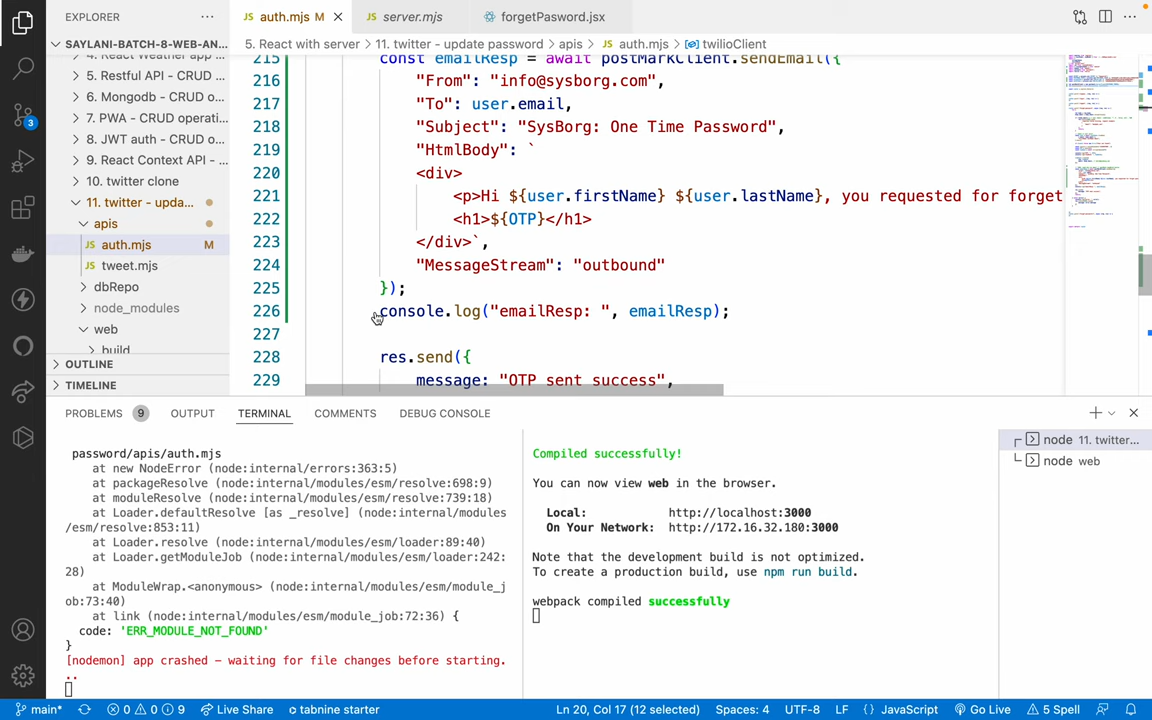 EXPLORER
auth.mjs M
server.mjs
forgetPasword.jsx
SAYLANI-BATCH-8-WEB-AN...
5. React with server > 11. twitter - update password > apis > JS auth.mjs > twilioClient
4. React Weather app ...
5. Restful API - CRUD ...
6. Mongodb - CRUD o...
7. PWA - CRUD operati...
8. JWT auth - CRUD o...
9. React Context API - ...
10. twitter clone
11. twitter - upda...
apis
JS auth.mjs M
JS tweet.mjs
dbRepo
node_modules
web
build
OUTLINE
TIMELINE
215 const emailResp = await postMarkClient.sendEmail({
216 "From": "info@sysborg.com",
217 "To": user.email,
218 "Subject": "SysBorg: One Time Password",
219 "HtmlBody": `
220 <div>
221 <p>Hi ${user.firstName} ${user.lastName}, you requested for forget
222 <h1>${OTP}</h1>
223 </div>`,
224 "MessageStream": "outbound"
225 });
226 console.log("emailResp: ", emailResp);
227
228 res.send({
229 message: "OTP sent success",
PROBLEMS 9 OUTPUT TERMINAL COMMENTS DEBUG CONSOLE
password/apis/auth.mjs
at new NodeError (node:internal/errors:363:5)
at packageResolve (node:internal/modules/esm/resolve:698:9)
at moduleResolve (node:internal/modules/esm/resolve:739:18)
at Loader.defaultResolve [as _resolve] (node:internal/modules
/esm/resolve:853:11)
at Loader.resolve (node:internal/modules/esm/loader:89:40)
at Loader.getModuleJob (node:internal/modules/esm/loader:242:
28)
at ModuleWrap.<anonymous> (node:internal/modules/esm/module_j
ob:73:40)
at link (node:internal/modules/esm/module_job:72:36) {
code: 'ERR_MODULE_NOT_FOUND'
}
[nodemon] app crashed - waiting for file changes before starting.
..
Compiled successfully!
You can now view web in the browser.
Local: http://localhost:3000
On Your Network: http://172.16.32.180:3000
Note that the development build is not optimized.
To create a production build, use npm run build.
webpack compiled successfully
node 11. twitter...
node web
3
main* 0 0 9 Live Share tabnine starter Ln 20, Col 17 (12 selected) Spaces: 4 UTF-8 LF {} JavaScript Go Live 5 Spell